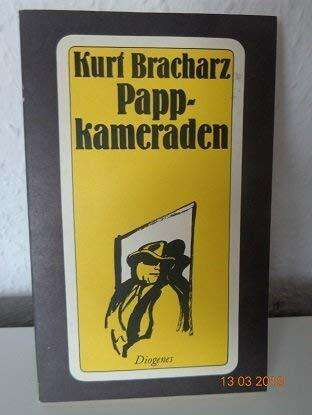 Kurt Bracharz
Papp-
kameraden
Diogenes
13 03 2019